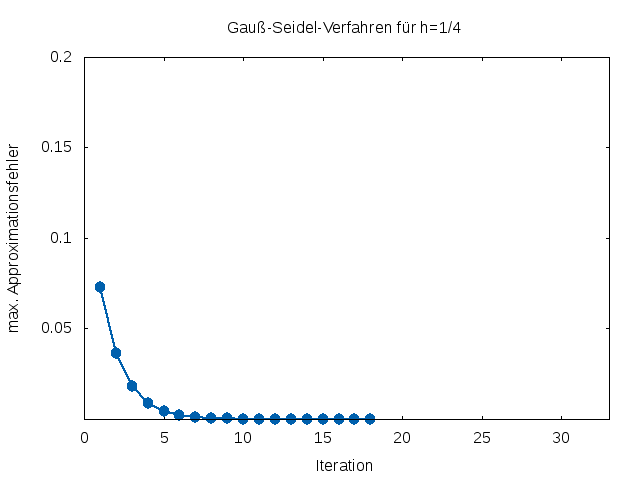 Gauß-Seidel-Verfahren für h=1/4
0.2
0.15
0.1
0.05
max. Approximationsfehler
0 5 10 15 20 25 30
Iteration